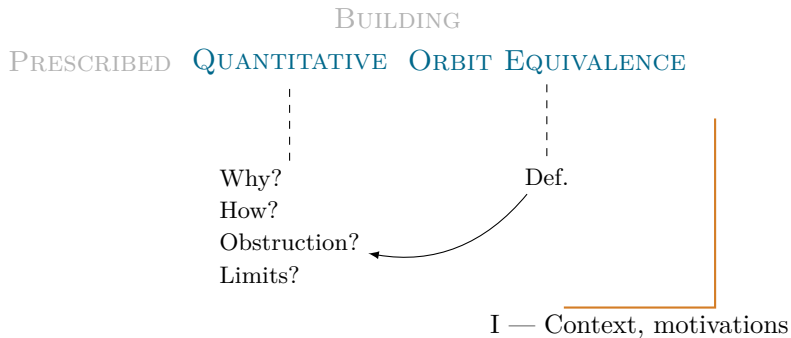 Building
Prescribed Quantitative Orbit Equivalence
Why?
Def.
How?
Obstruction?
Limits?
I — Context, motivations